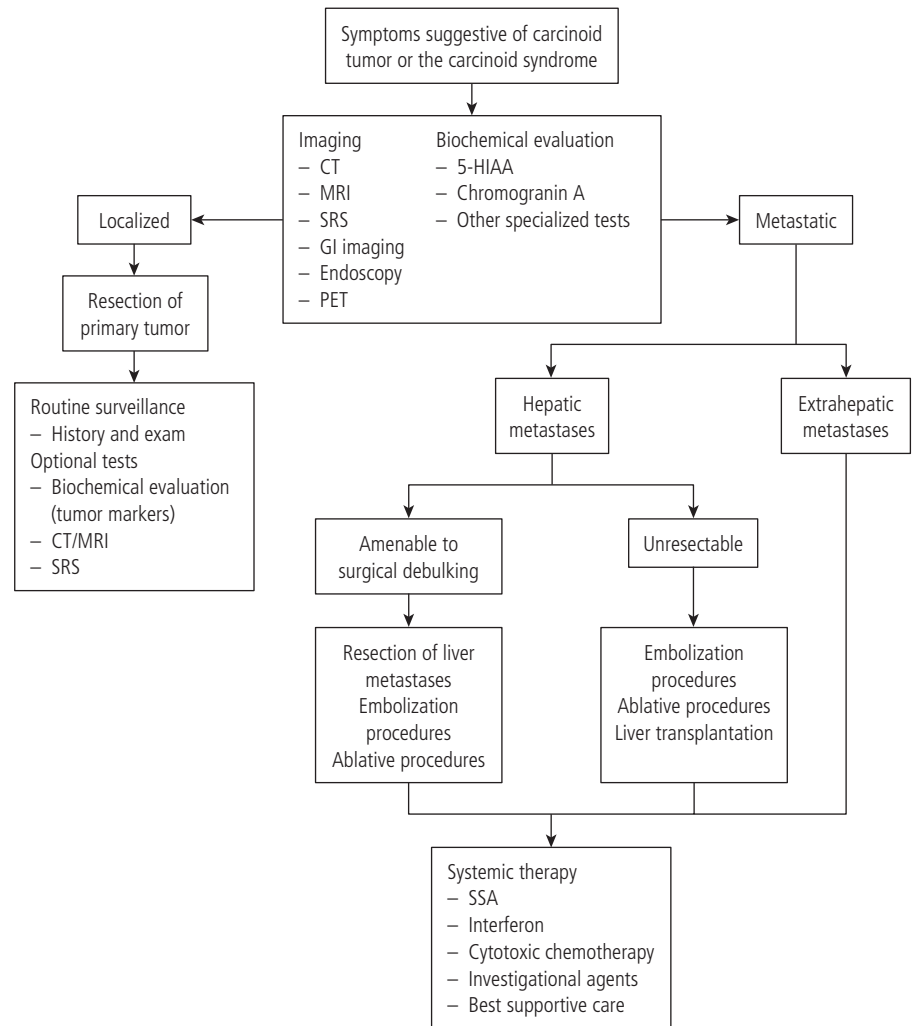 Symptoms suggestive of carcinoid
tumor or the carcinoid syndrome
Imaging
– CT
– MRI
– SRS
– GI imaging
– Endoscopy
– PET
Biochemical evaluation
– 5-HIAA
– Chromogranin A
– Other specialized tests
Localized
Metastatic
Resection of
primary tumor
Routine surveillance
– History and exam
Optional tests
– Biochemical evaluation
(tumor markers)
– CT/MRI
– SRS
Hepatic
metastases
Extrahepatic
metastases
Amenable to
surgical debulking
Unresectable
Resection of liver
metastases
Embolization
procedures
Ablative procedures
Embolization
procedures
Ablative procedures
Liver transplantation
Systemic therapy
– SSA
– Interferon
– Cytotoxic chemotherapy
– Investigational agents
– Best supportive care